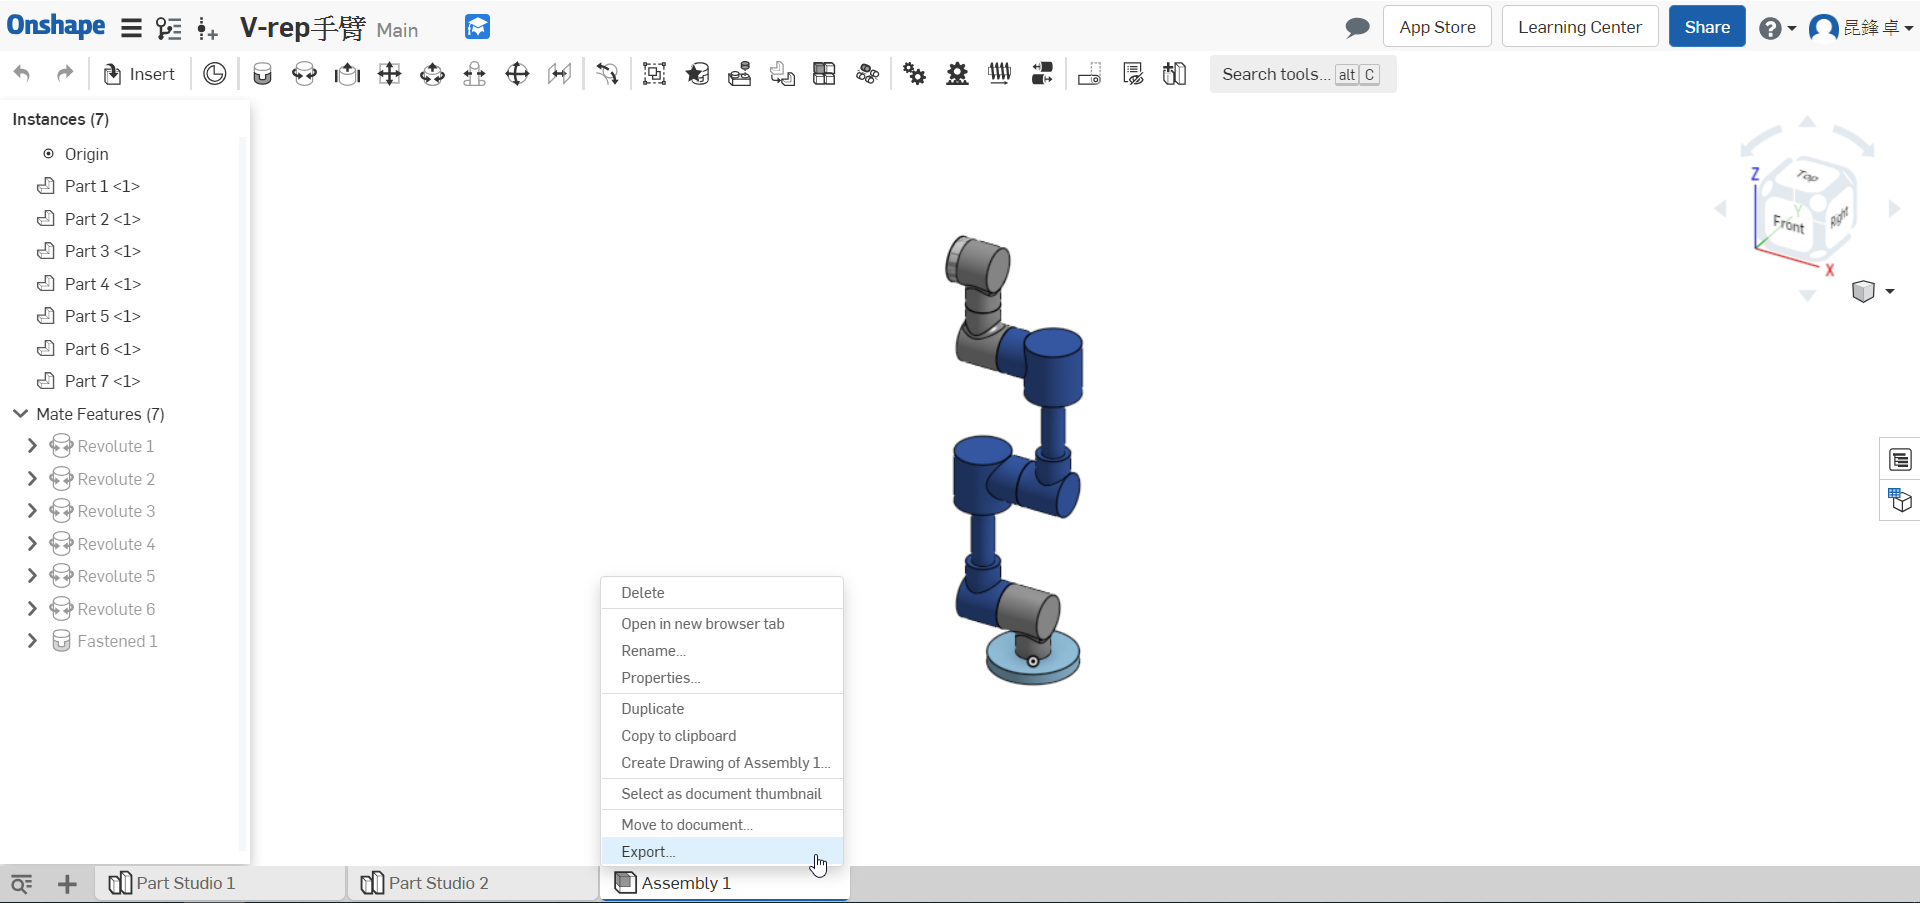 Onshape
V-rep手臂 Main
App Store
Learning Center
Share
昆鋒 卓
Insert
Search tools... alt C
Instances (7)
Origin
Part 1 <1>
Part 2 <1>
Part 3 <1>
Part 4 <1>
Part 5 <1>
Part 6 <1>
Part 7 <1>
Mate Features (7)
Revolute 1
Revolute 2
Revolute 3
Revolute 4
Revolute 5
Revolute 6
Fastened 1
Z
Top
Y
Front
Right
X
Delete
Open in new browser tab
Rename...
Properties...
Duplicate
Copy to clipboard
Create Drawing of Assembly 1...
Select as document thumbnail
Move to document...
Export...
Part Studio 1
Part Studio 2
Assembly 1